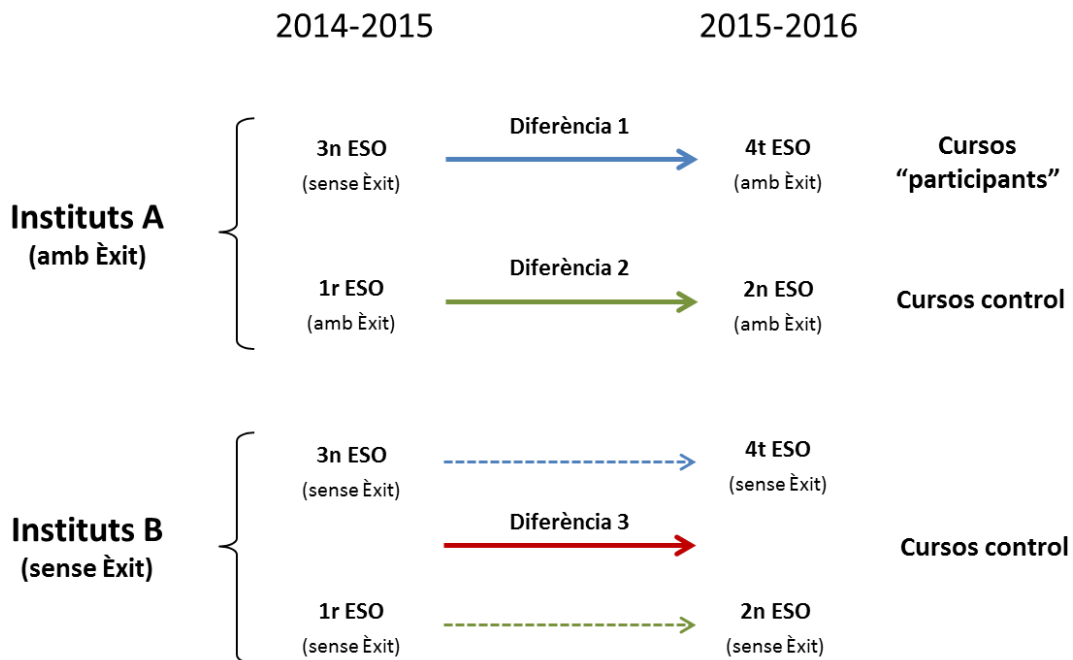 2014-2015
2015-2016
Instituts A
(amb Èxit)
3n ESO
(sense Èxit)
Diferència 1
4t ESO
(amb Èxit)
Cursos
“participants”
1r ESO
(amb Èxit)
Diferència 2
2n ESO
(amb Èxit)
Cursos control
Instituts B
(sense Èxit)
3n ESO
(sense Èxit)
4t ESO
(sense Èxit)
Diferència 3
Cursos control
1r ESO
(sense Èxit)
2n ESO
(sense Èxit)